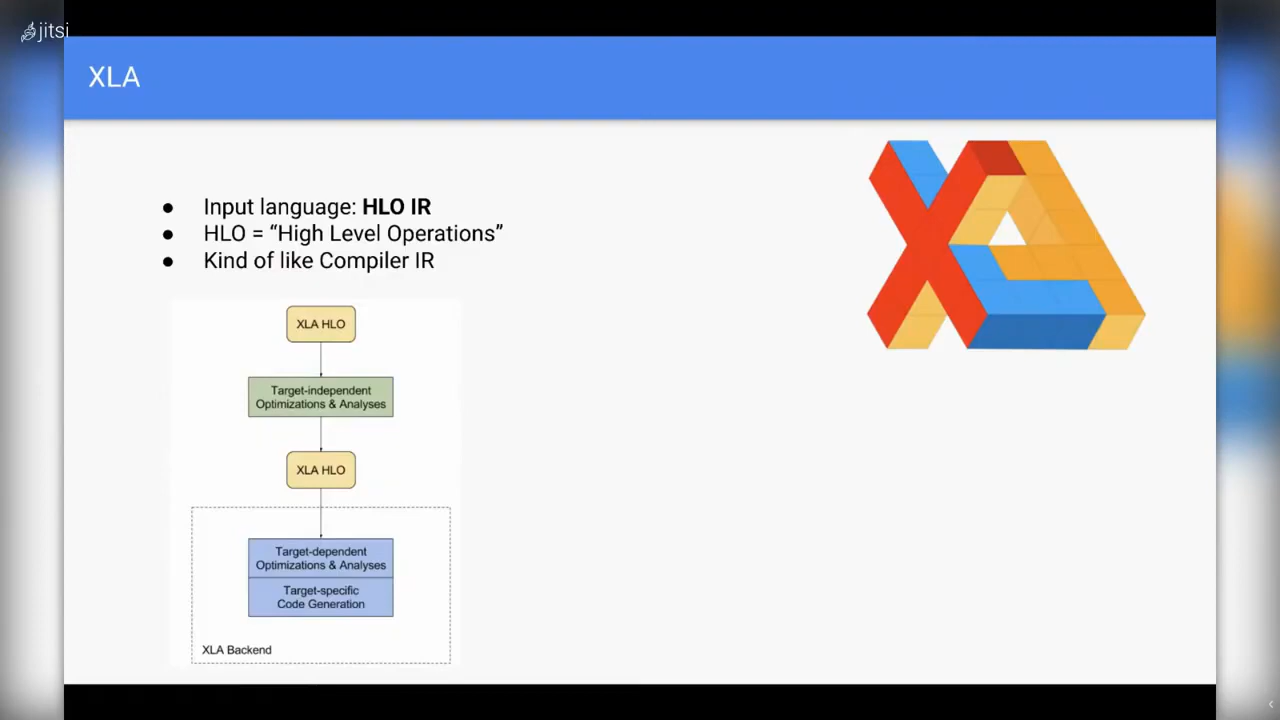 jitsi
XLA
● Input language: HLO IR
● HLO = “High Level Operations”
● Kind of like Compiler IR
XLA HLO
Target-independent
Optimizations & Analyses
XLA HLO
Target-dependent
Optimizations & Analyses
Target-specific
Code Generation
XLA Backend
XLA